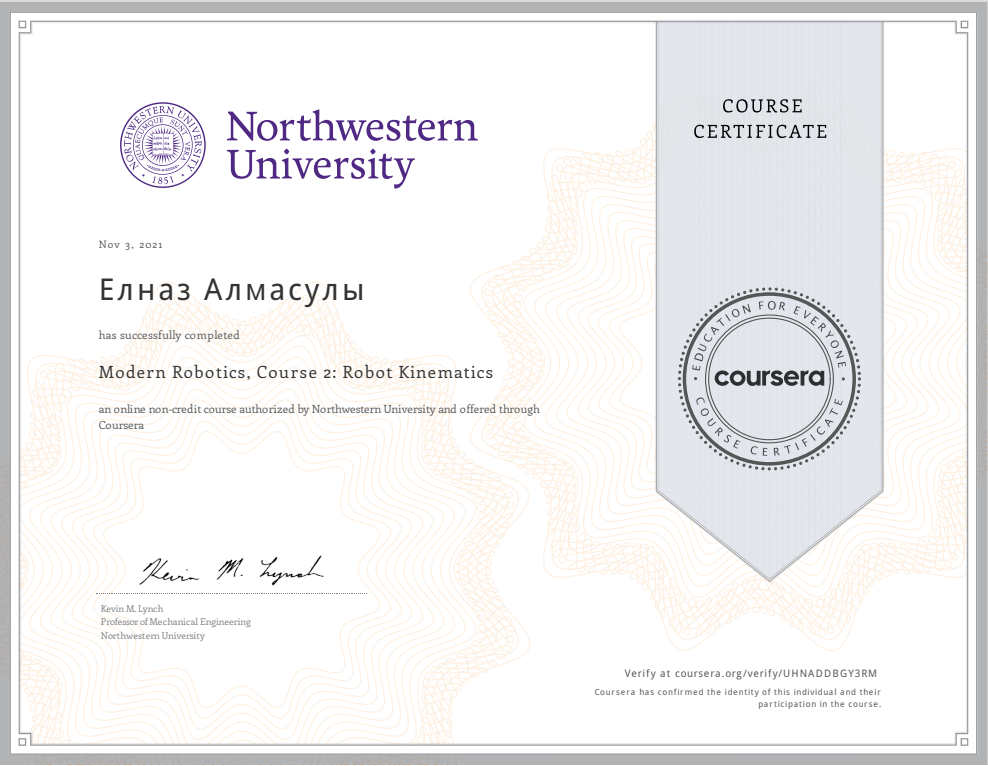 NORTHWESTERN UNIVERSITY
QUAECUMQUE SUNT VERA
1851
Northwestern
University
COURSE
CERTIFICATE
Nov 3, 2021
Елназ Алмасулы
has successfully completed
Modern Robotics, Course 2: Robot Kinematics
an online non-credit course authorized by Northwestern University and offered through
Coursera
EDUCATION FOR EVERYONE
coursera
COURSE CERTIFICATE
Kevin M. Lynch
Kevin M. Lynch
Professor of Mechanical Engineering
Northwestern University
Verify at coursera.org/verify/UHNADDBGY3RM
Coursera has confirmed the identity of this individual and their
participation in the course.